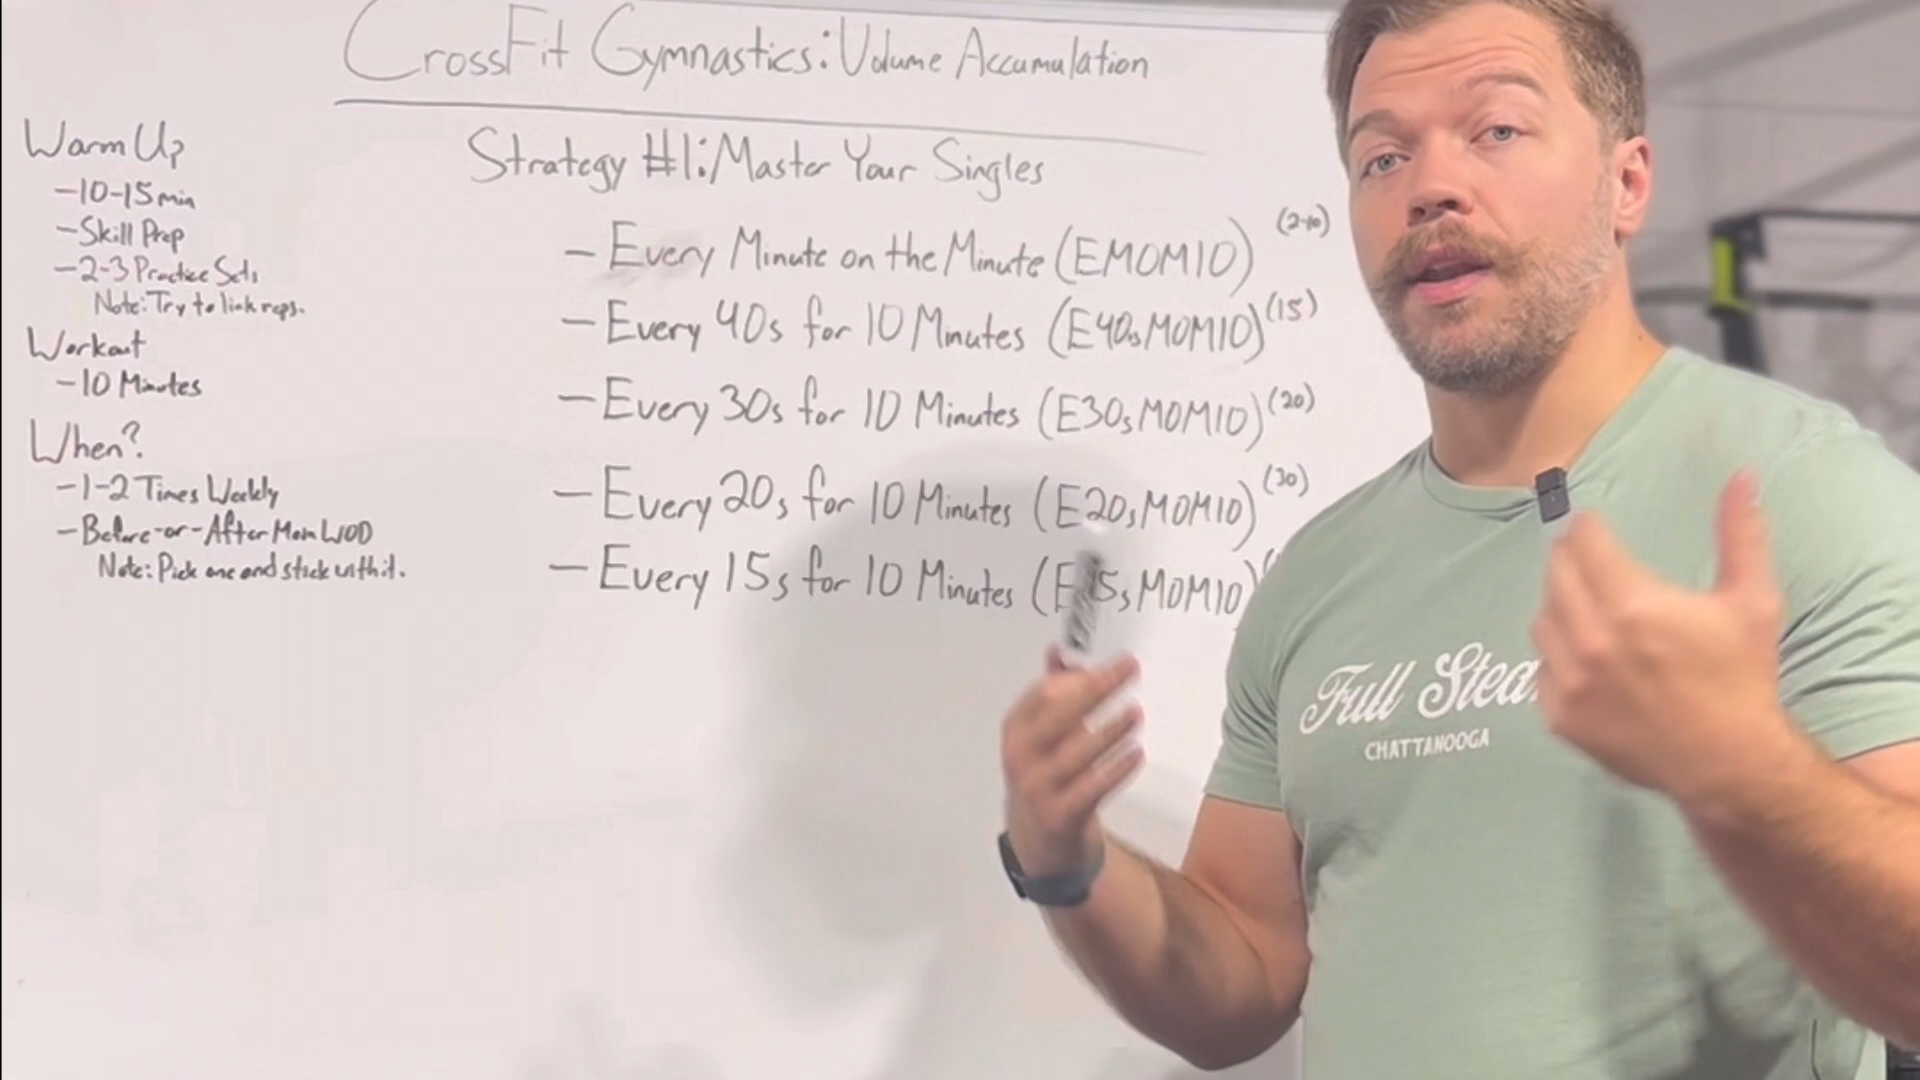 CrossFit Gymnastics: Volume Accumulation
Warm Up
-10-15min
-Skill Prep
-2-3 Practice Sets
Note: Try to link reps.
Workout
-10 Minutes
When?
-1-2 Times Weekly
-Before-or-After Main WOD
Note: Pick one and stick with it.
Strategy #1: Master Your Singles
- Every Minute on the Minute (EMOM10) (2-10)
- Every 40s for 10 Minutes (E40sMOM10) (15)
- Every 30s for 10 Minutes (E30sMOM10) (20)
- Every 20s for 10 Minutes (E20sMOM10) (30)
- Every 15s for 10 Minutes (E15sMOM10) (
Full Stea
CHATTANOOGA